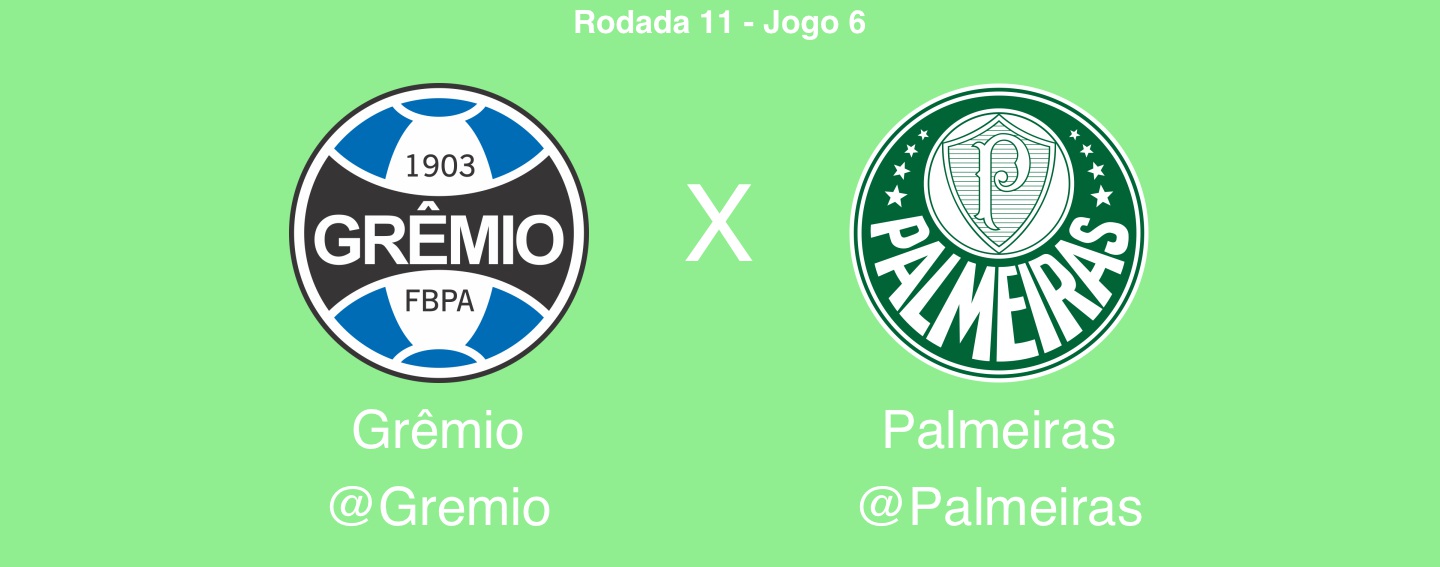 Rodada 11 - Jogo 6
1903
GRÊMIO
FBPA
X
P
PALMEIRAS
Grêmio
Palmeiras
@Gremio
@Palmeiras